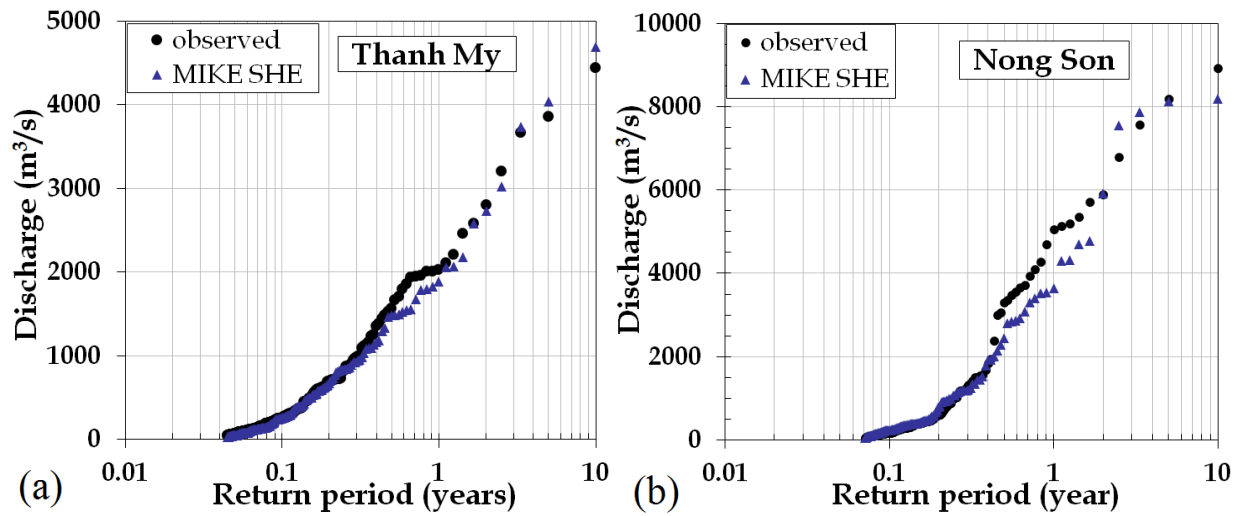 5000
4000
3000
2000
1000
0
Discharge (m³/s)
observed
MIKE SHE
Thanh My
0.01
0.1
1
10
Return period (years)
(a)
10000
8000
6000
4000
2000
0
Discharge (m³/s)
observed
MIKE SHE
Nong Son
0.01
0.1
1
10
Return period (year)
(b)